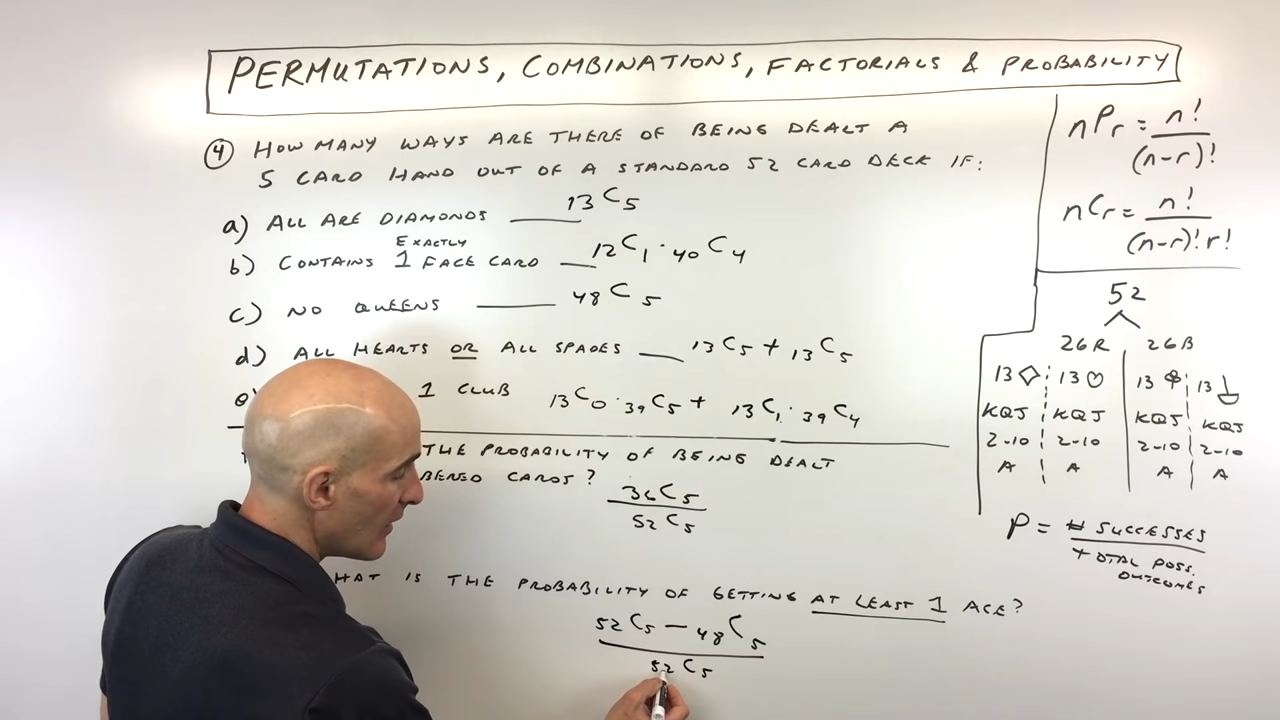 PERMUTATIONS, COMBINATIONS, FACTORIALS & PROBABILITY
④ HOW MANY WAYS ARE THERE OF BEING DEALT A
5 CARD HAND OUT OF A STANDARD 52 CARD DECK IF:
a) ALL ARE DIAMONDS 13C5
EXACTLY
b) CONTAINS 1 FACE CARD 12C1 · 40C4
c) NO QUEENS 48C5
d) ALL HEARTS OR ALL SPADES 13C5 + 13C5
e) 1 CLUB 13C0 · 39C5 + 13C1 · 39C4
THE PROBABILITY OF BEING DEALT
CARDS?
36C5
52C5
IS THE PROBABILITY OF GETTING AT LEAST 1 ACE?
52C5 – 48C5
52C5
nPr = n!
(n-r)!
nCr = n!
(n-r)! r!
52
26R 26B
13 ♢ 13 ♡ 13 ♧ 13
KQJ KQJ KQJ KQJ
2-10 2-10 2-10 2-10
A A A A
P = # SUCCESSES
TOTAL POSS.
OUTCOMES